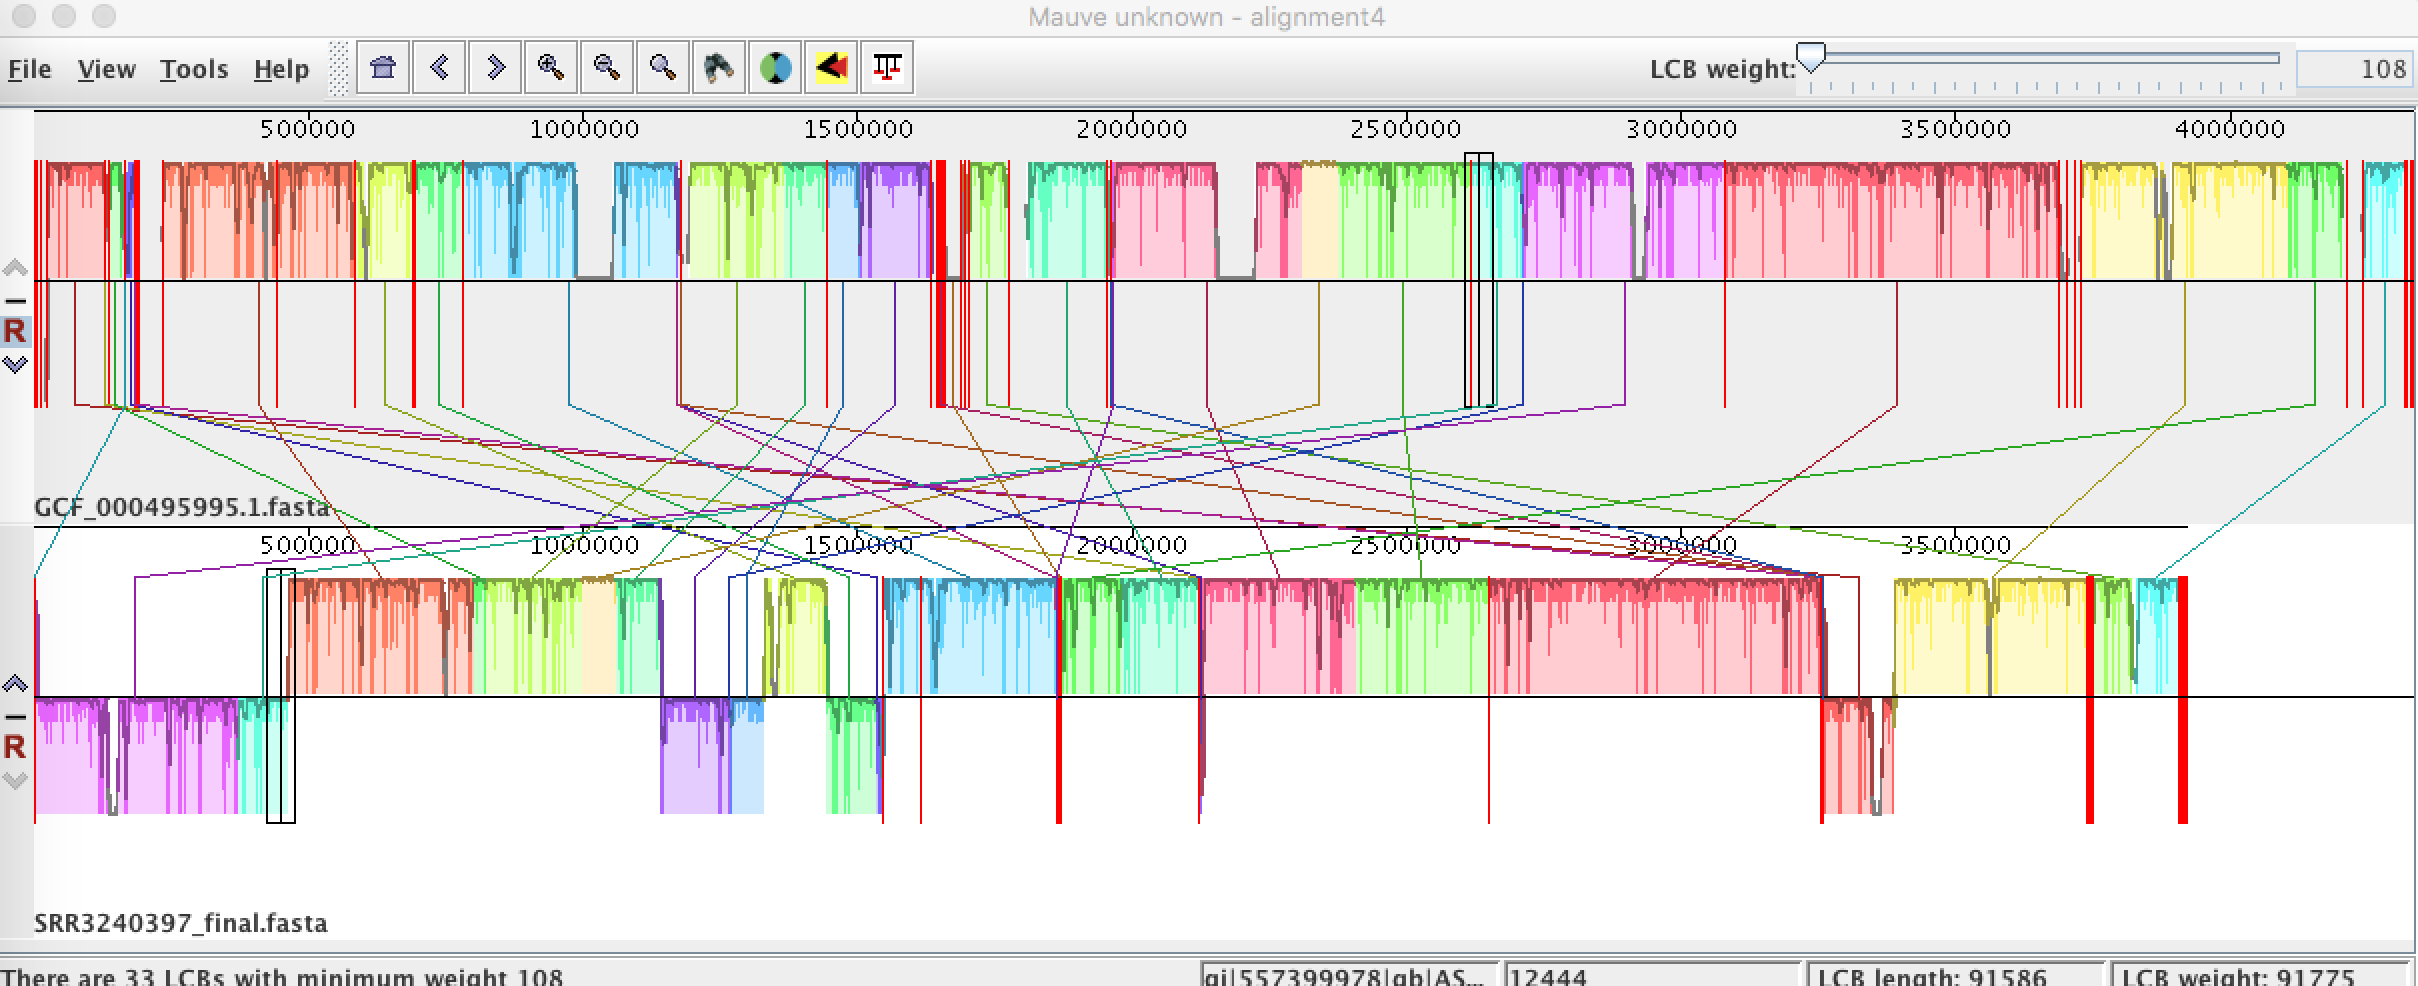 Mauve unknown - alignment4
File View Tools Help LCB weight: 108
500000 1000000 1500000 2000000 2500000 3000000 3500000 4000000
R
GCF_000495995.1.fasta
500000 1000000 1500000 2000000 2500000 3000000 3500000
R
SRR3240397_final.fasta
There are 33 LCBs with minimum weight 108 gi|557399978|gb|AS... 12444 LCB length: 91586 LCB weight: 91775